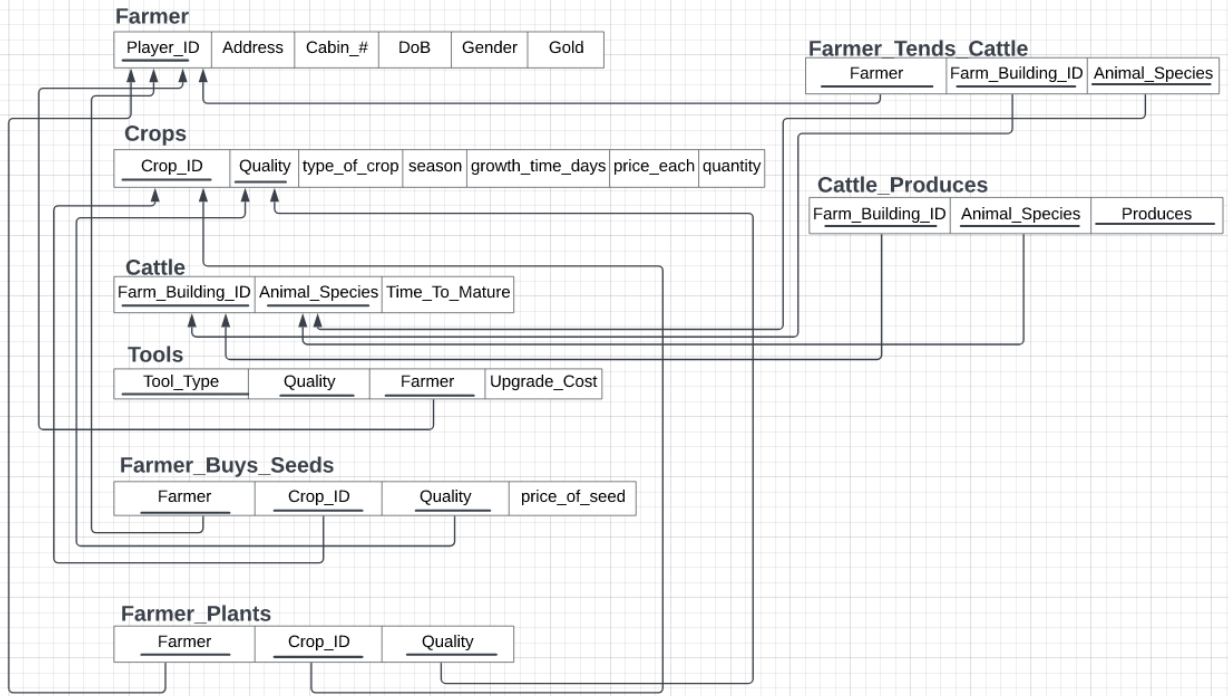 Farmer
Player_ID Address Cabin_# DoB Gender Gold
Farmer_Tends_Cattle
Farmer Farm_Building_ID Animal_Species
Crops
Crop_ID Quality type_of_crop season growth_time_days price_each quantity
Cattle_Produces
Farm_Building_ID Animal_Species Produces
Cattle
Farm_Building_ID Animal_Species Time_To_Mature
Tools
Tool_Type Quality Farmer Upgrade_Cost
Farmer_Buys_Seeds
Farmer Crop_ID Quality price_of_seed
Farmer_Plants
Farmer Crop_ID Quality